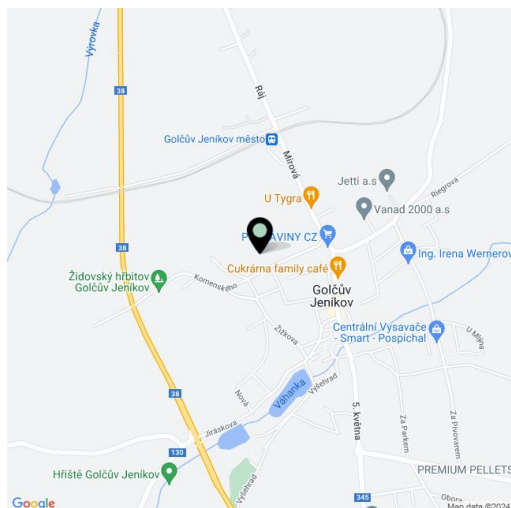 Výrovka
38
Ráj
Golčův Jeníkov město
Mírová
Jetti a.s
Riegrova
U Tygra
Vanad 2000 a.s
CZ
38
Ing. Irena Wernerov
Cukrárna family café
Židovský hřbitov
Golčův Jeníkov
Komenského
Golčův
Jeníkov
Žižkova
Centrální Vysavače
- Smart - Pospíchal
U Mlýna
Váhanka
Vyšehrad
Nová
38
5. května
Jiráskova
Za Parkem
Za Pivovarem
130
PREMIUM PELLETS
Hřiště Golčův Jeníkov
Vyšehrad
345
Obora
Google
Map data ©2024